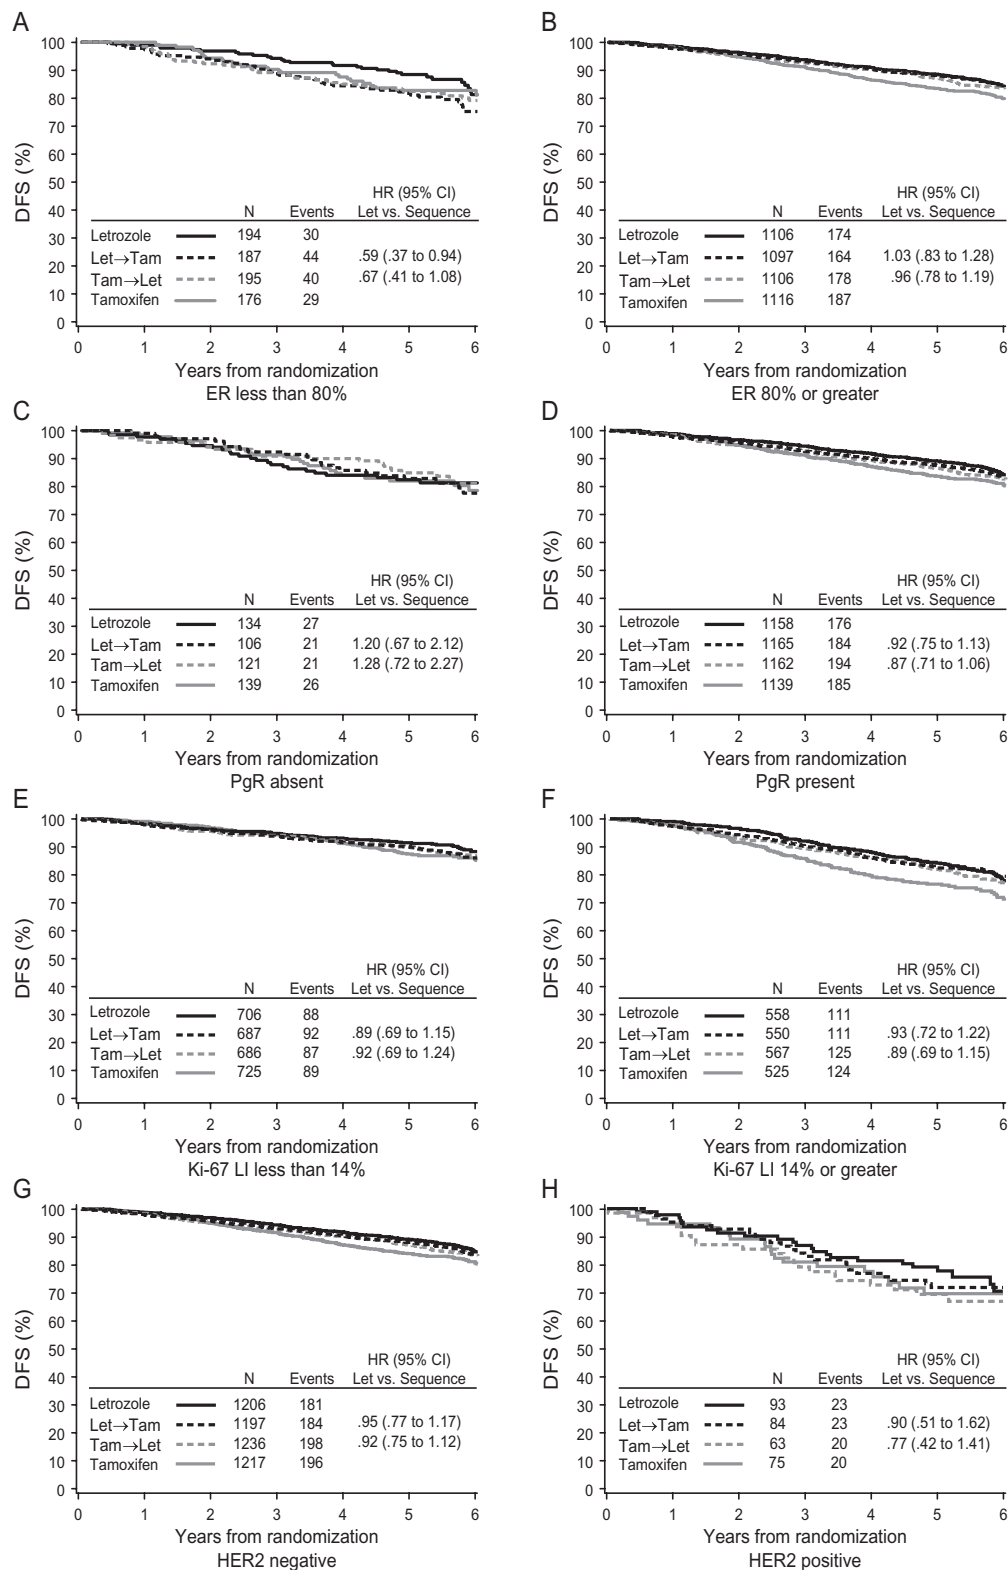 A
100
90
80
70
60
50
40
30
20
10
0
DFS (%)
HR (95% CI)
N Events Let vs. Sequence
Letrozole 194 30
Let→Tam 187 44 .59 (.37 to 0.94)
Tam→Let 195 40 .67 (.41 to 1.08)
Tamoxifen 176 29
0 1 2 3 4 5 6
Years from randomization
ER less than 80%
B
100
90
80
70
60
50
40
30
20
10
0
DFS (%)
HR (95% CI)
N Events Let vs. Sequence
Letrozole 1106 174
Let→Tam 1097 164 1.03 (.83 to 1.28)
Tam→Let 1106 178 .96 (.78 to 1.19)
Tamoxifen 1116 187
0 1 2 3 4 5 6
Years from randomization
ER 80% or greater
C
100
90
80
70
60
50
40
30
20
10
0
DFS (%)
HR (95% CI)
N Events Let vs. Sequence
Letrozole 134 27
Let→Tam 106 21 1.20 (.67 to 2.12)
Tam→Let 121 21 1.28 (.72 to 2.27)
Tamoxifen 139 26
0 1 2 3 4 5 6
Years from randomization
PgR absent
D
100
90
80
70
60
50
40
30
20
10
0
DFS (%)
HR (95% CI)
N Events Let vs. Sequence
Letrozole 1158 176
Let→Tam 1165 184 .92 (.75 to 1.13)
Tam→Let 1162 194 .87 (.71 to 1.06)
Tamoxifen 1139 185
0 1 2 3 4 5 6
Years from randomization
PgR present
E
100
90
80
70
60
50
40
30
20
10
0
DFS (%)
HR (95% CI)
N Events Let vs. Sequence
Letrozole 706 88
Let→Tam 687 92 .89 (.69 to 1.15)
Tam→Let 686 87 .92 (.69 to 1.24)
Tamoxifen 725 89
0 1 2 3 4 5 6
Years from randomization
Ki-67 LI less than 14%
F
100
90
80
70
60
50
40
30
20
10
0
DFS (%)
HR (95% CI)
N Events Let vs. Sequence
Letrozole 558 111
Let→Tam 550 111 .93 (.72 to 1.22)
Tam→Let 567 125 .89 (.69 to 1.15)
Tamoxifen 525 124
0 1 2 3 4 5 6
Years from randomization
Ki-67 LI 14% or greater
G
100
90
80
70
60
50
40
30
20
10
0
DFS (%)
HR (95% CI)
N Events Let vs. Sequence
Letrozole 1206 181
Let→Tam 1197 184 .95 (.77 to 1.17)
Tam→Let 1236 198 .92 (.75 to 1.12)
Tamoxifen 1217 196
0 1 2 3 4 5 6
Years from randomization
HER2 negative
H
100
90
80
70
60
50
40
30
20
10
0
DFS (%)
HR (95% CI)
N Events Let vs. Sequence
Letrozole 93 23
Let→Tam 84 23 .90 (.51 to 1.62)
Tam→Let 63 20 .77 (.42 to 1.41)
Tamoxifen 75 20
0 1 2 3 4 5 6
Years from randomization
HER2 positive